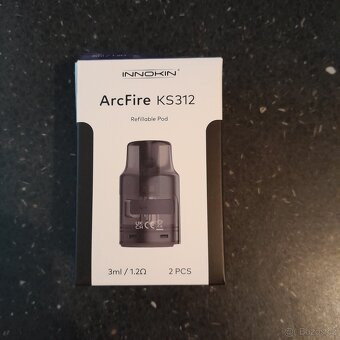 INNOKIN
ArcFire KS312
Refillable Pod
3ml / 1.2Ω
2 PCS